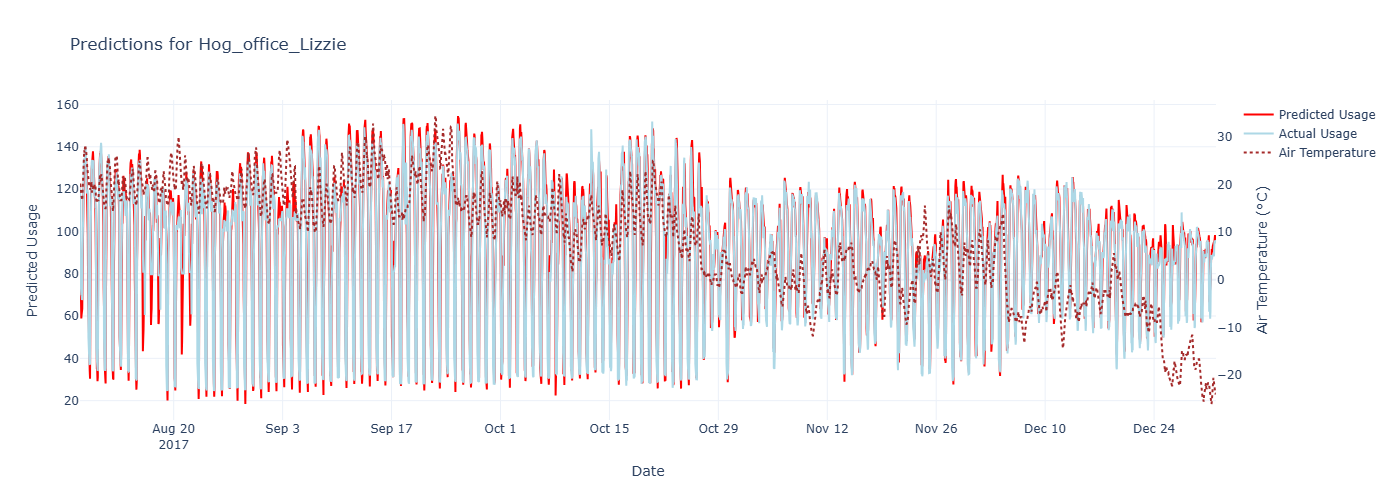 Predictions for Hog_office_Lizzie
Predicted Usage
Actual Usage
Air Temperature
160
140
120
100
80
60
40
20
Predicted Usage
30
20
10
0
−10
−20
Air Temperature (°C)
Aug 20
2017
Sep 3
Sep 17
Oct 1
Oct 15
Oct 29
Nov 12
Nov 26
Dec 10
Dec 24
Date